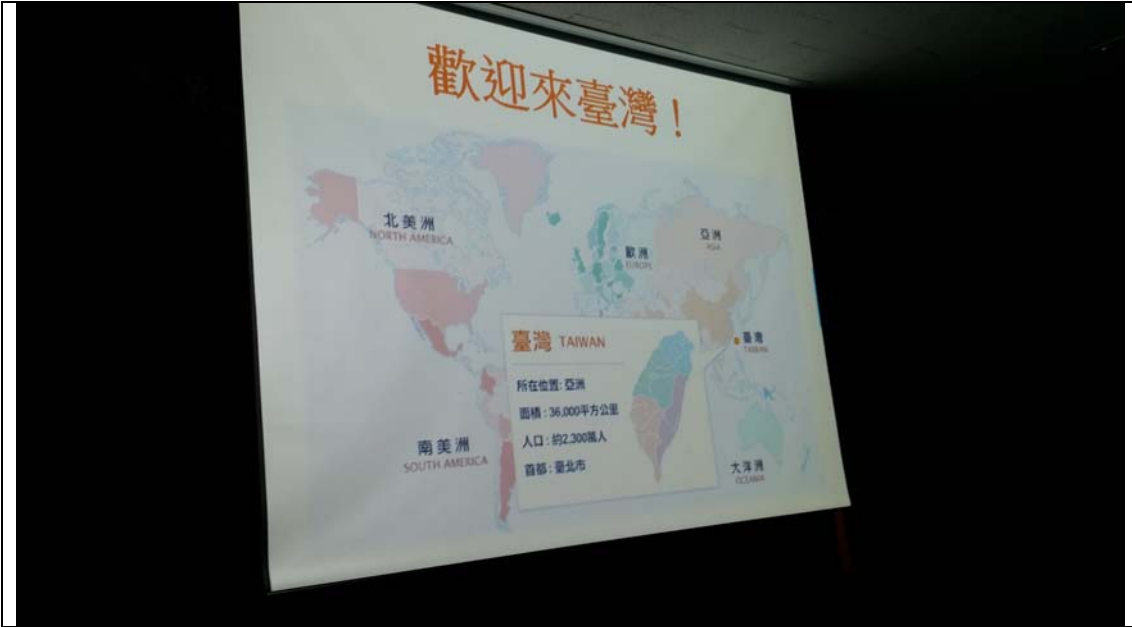 歡迎來臺灣！
北美洲
NORTH AMERICA
歐洲
EUROPE
亞洲
ASIA
臺灣
TAIWAN
臺灣 TAIWAN
所在位置: 亞洲
面積 : 36,000平方公里
人口 : 約2,300萬人
首都 : 臺北市
南美洲
SOUTH AMERICA
大洋洲
OCEANIA